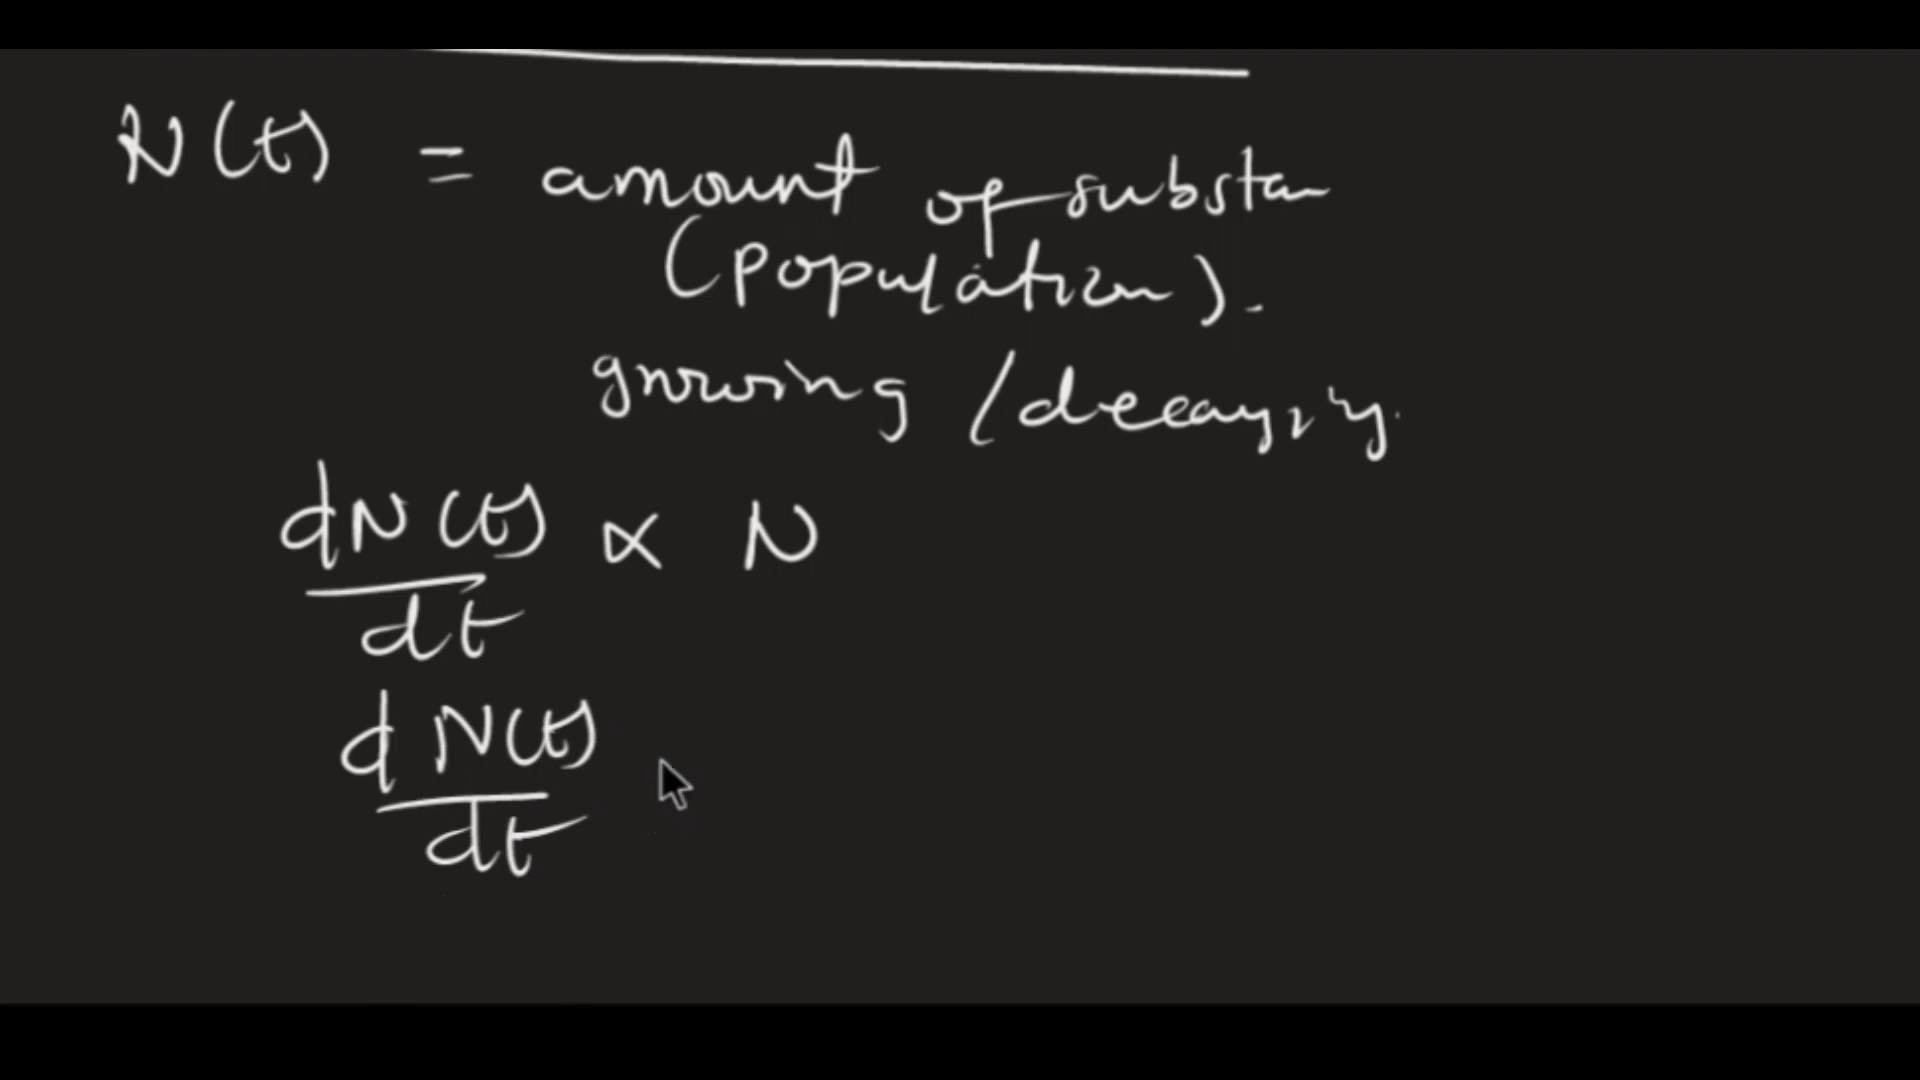 N(t) = amount of substan
(population).
growing / decaying.
dN(t)/dt ∝ N
dN(t)/dt